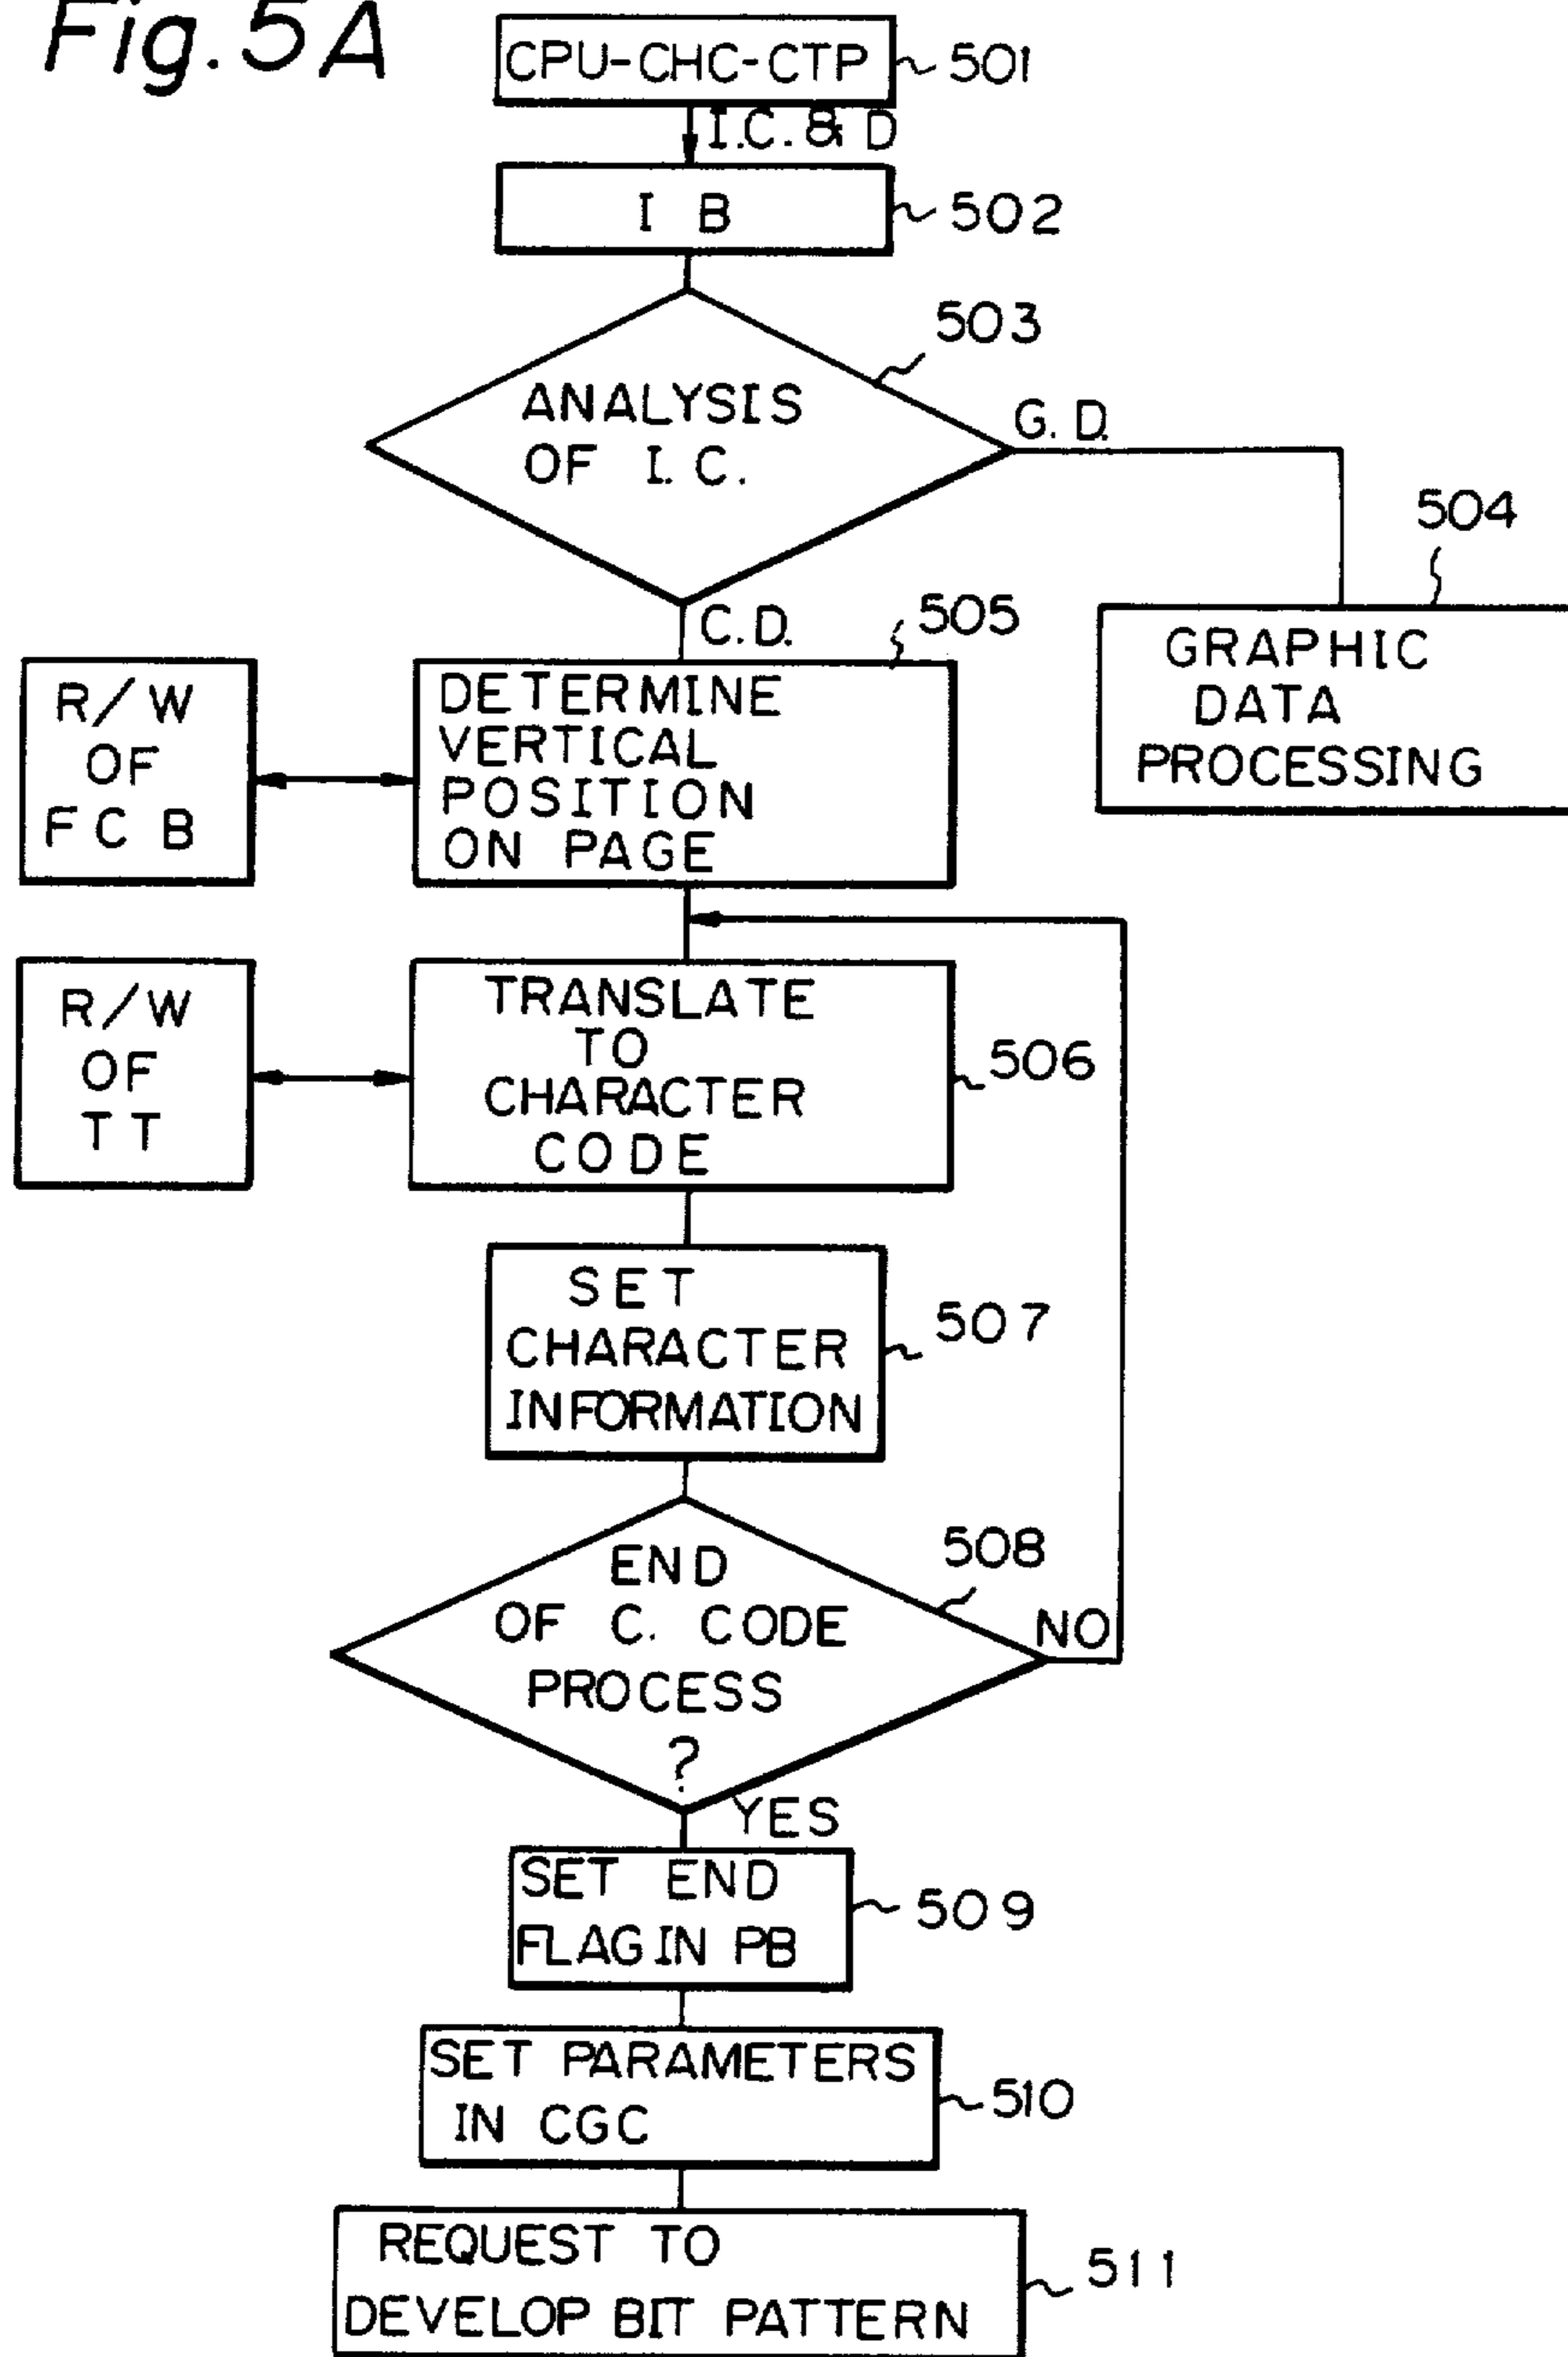 Fig. 5A
CPU-CHC-CTP
501
I.C. & D
I B
502
503
ANALYSIS
OF I.C.
G.D.
504
GRAPHIC
DATA
PROCESSING
C.D.
505
R/W
OF
FCB
DETERMINE
VERTICAL
POSITION
ON PAGE
R/W
OF
TT
TRANSLATE
TO
CHARACTER
CODE
506
SET
CHARACTER
INFORMATION
507
508
END
OF C. CODE
PROCESS
?
NO
YES
SET END
FLAG IN PB
509
SET PARAMETERS
IN CGC
510
REQUEST TO
DEVELOP BIT PATTERN
511